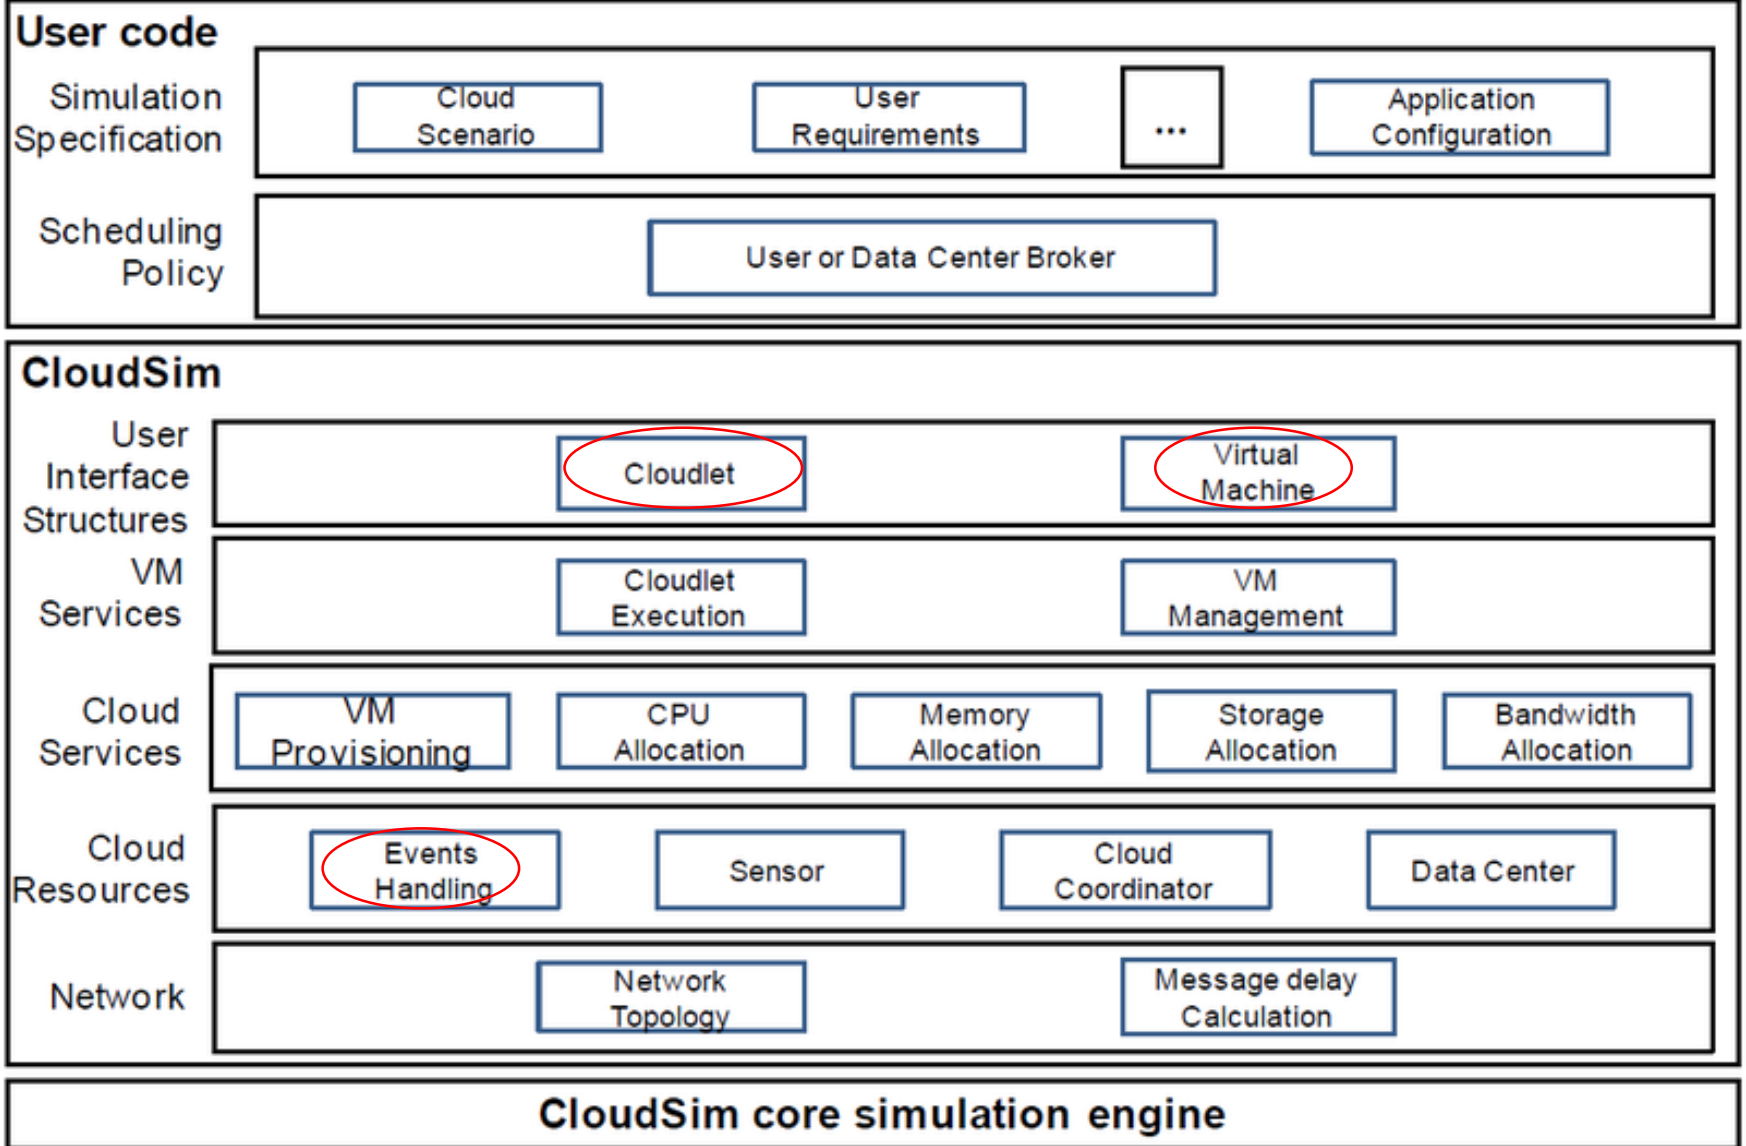 User code
Simulation
Specification
Cloud
Scenario
User
Requirements
...
Application
Configuration
Scheduling
Policy
User or Data Center Broker
CloudSim
User
Interface
Structures
Cloudlet
Virtual
Machine
VM
Services
Cloudlet
Execution
VM
Management
Cloud
Services
VM
Provisioning
CPU
Allocation
Memory
Allocation
Storage
Allocation
Bandwidth
Allocation
Cloud
Resources
Events
Handling
Sensor
Cloud
Coordinator
Data Center
Network
Network
Topology
Message delay
Calculation
CloudSim core simulation engine